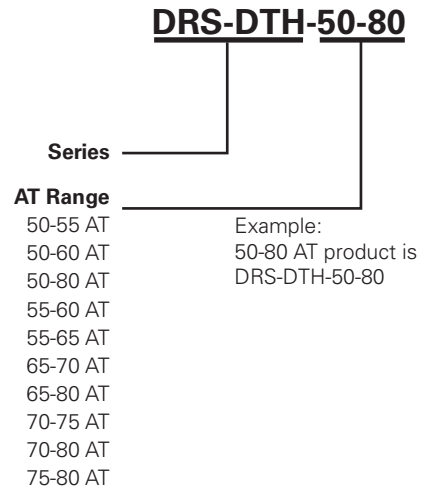 DRS-DTH-50-80
Series
AT Range
50-55 AT
50-60 AT
50-80 AT
55-60 AT
55-65 AT
65-70 AT
65-80 AT
70-75 AT
70-80 AT
75-80 AT
Example:
50-80 AT product is
DRS-DTH-50-80